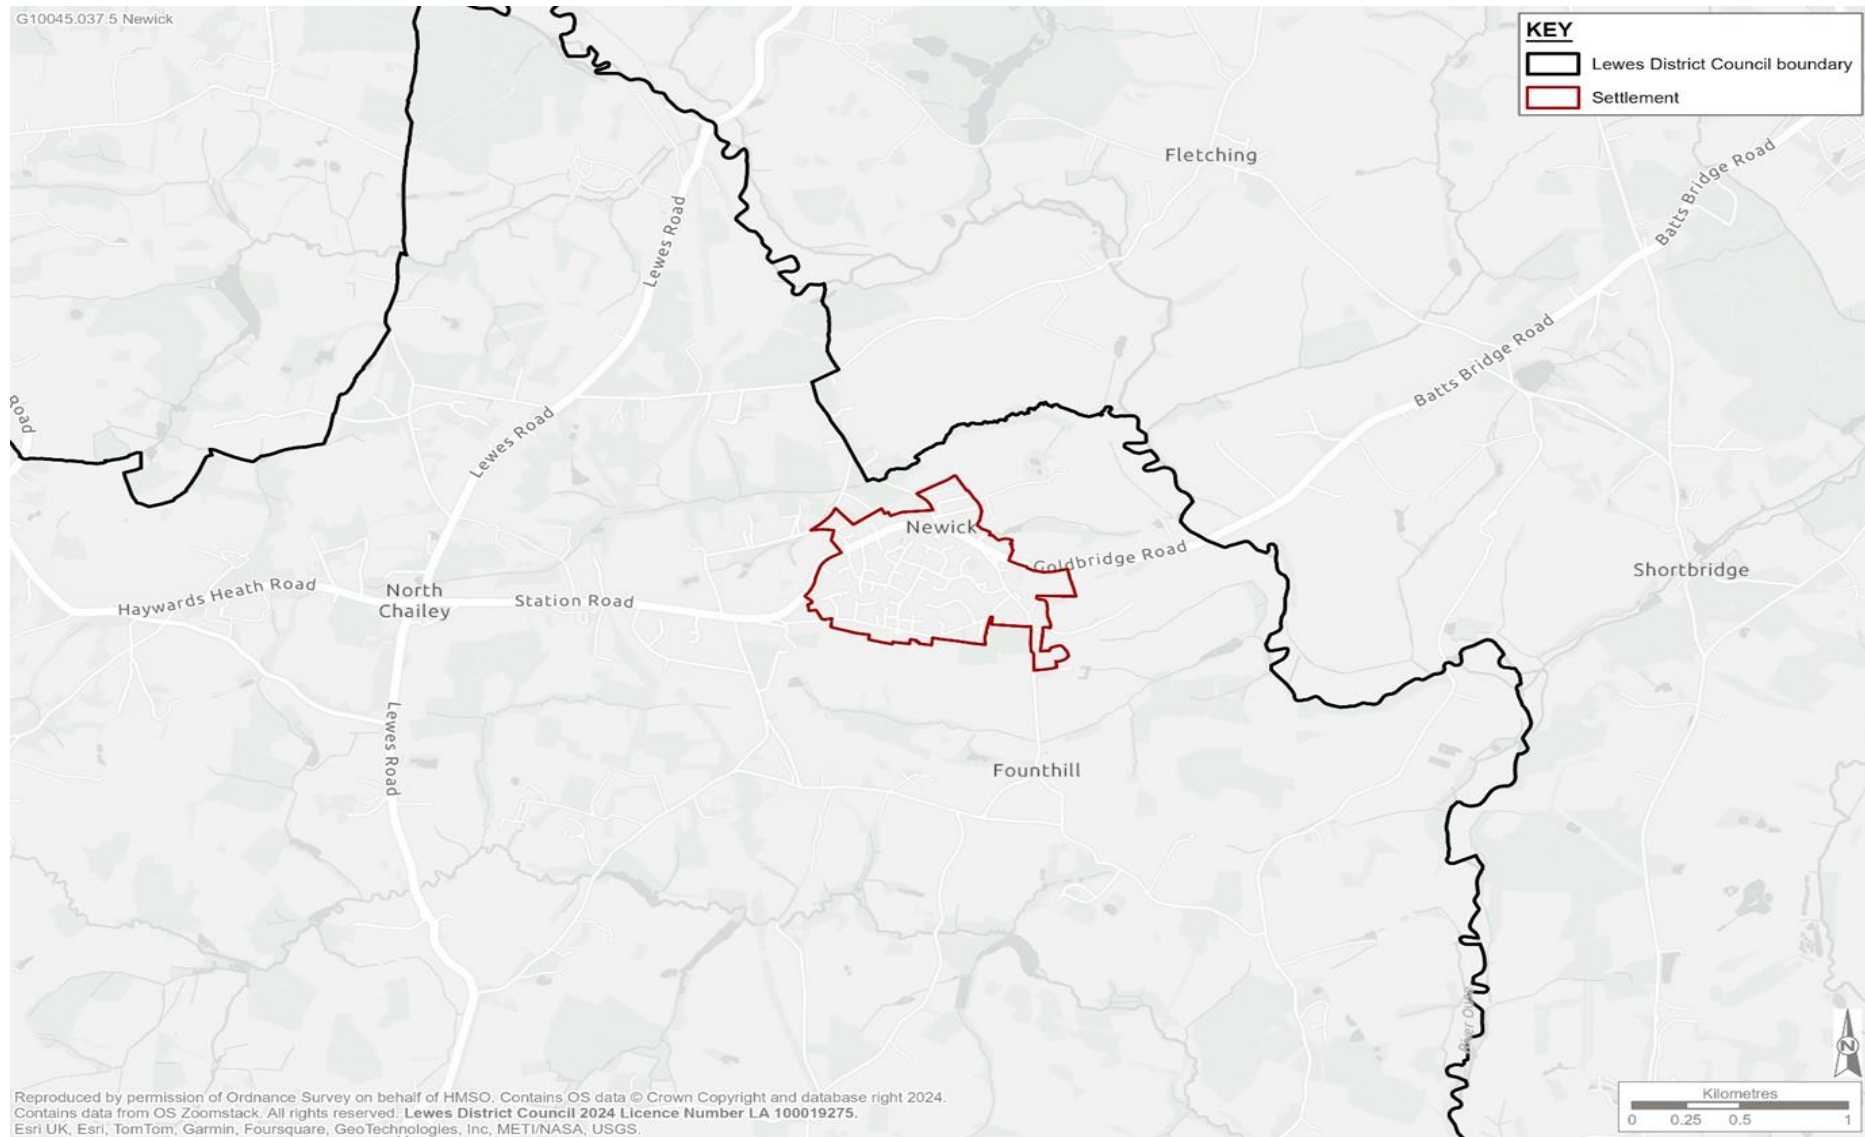 G10045.037.5 Newick
KEY
Lewes District Council boundary
Settlement
Fletching
Batts Bridge Road
Lewes Road
Batts Bridge Road
Road
Lewes Road
Newick
Goldbridge Road
Shortbridge
Haywards Heath Road
North
Chailey
Station Road
Lewes Road
Founthill
River Ouse
N
Kilometres
0 0.25 0.5 1
Reproduced by permission of Ordnance Survey on behalf of HMSO. Contains OS data © Crown Copyright and database right 2024.
Contains data from OS Zoomstack. All rights reserved. Lewes District Council 2024 Licence Number LA 100019275.
Esri UK, Esri, TomTom, Garmin, Foursquare, GeoTechnologies, Inc, METI/NASA, USGS.